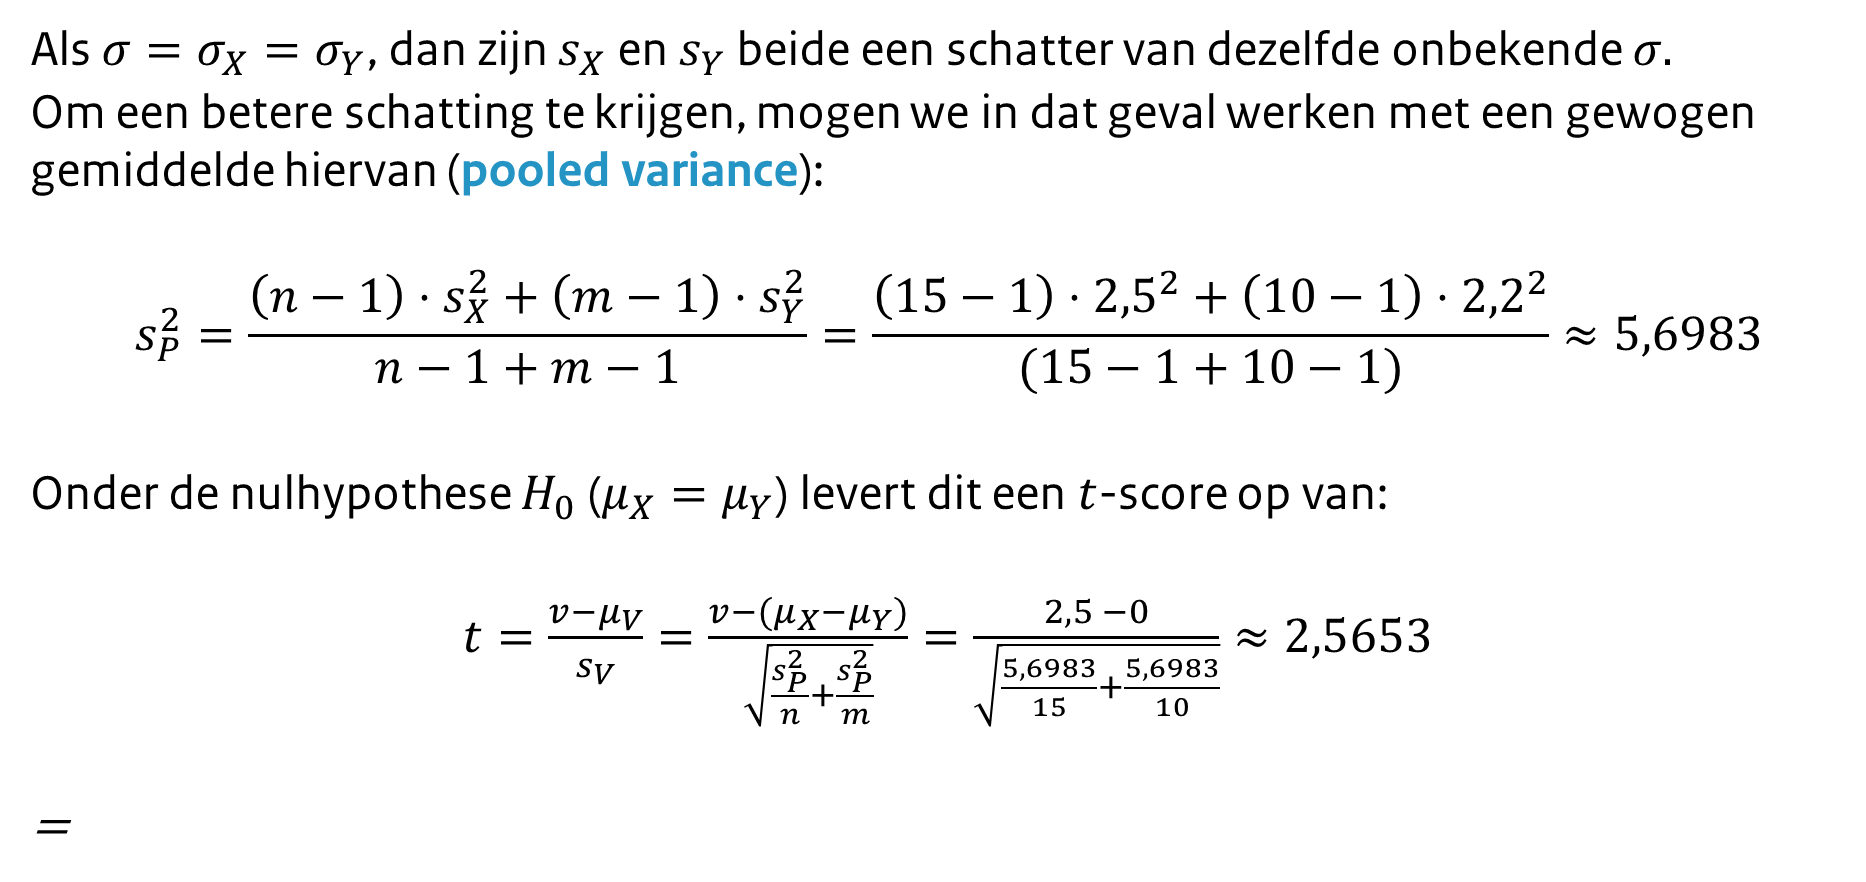 Als σ = σ_X = σ_Y, dan zijn s_X en s_Y beide een schatter van dezelfde onbekende σ.
Om een betere schatting te krijgen, mogen we in dat geval werken met een gewogen
gemiddelde hiervan (pooled variance):
s_P^2 = ((n − 1) · s_X^2 + (m − 1) · s_Y^2) / (n − 1 + m − 1) = ((15 − 1) · 2,5² + (10 − 1) · 2,2²) / (15 − 1 + 10 − 1) ≈ 5,6983
Onder de nulhypothese H_0 (μ_X = μ_Y) levert dit een t-score op van:
t = (v−μ_V) / s_V = (v−(μ_X−μ_Y)) / √(s_P^2/n + s_P^2/m) = (2,5 −0) / √(5,6983/15 + 5,6983/10) ≈ 2,5653
=